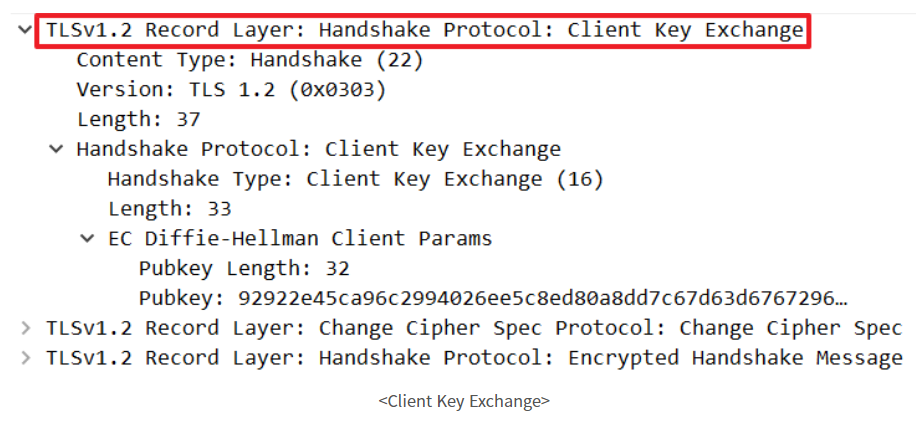 TLSv1.2 Record Layer: Handshake Protocol: Client Key Exchange
Content Type: Handshake (22)
Version: TLS 1.2 (0x0303)
Length: 37
Handshake Protocol: Client Key Exchange
Handshake Type: Client Key Exchange (16)
Length: 33
EC Diffie-Hellman Client Params
Pubkey Length: 32
Pubkey: 92922e45ca96c2994026ee5c8ed80a8dd7c67d63d6767296…
TLSv1.2 Record Layer: Change Cipher Spec Protocol: Change Cipher Spec
TLSv1.2 Record Layer: Handshake Protocol: Encrypted Handshake Message
<Client Key Exchange>